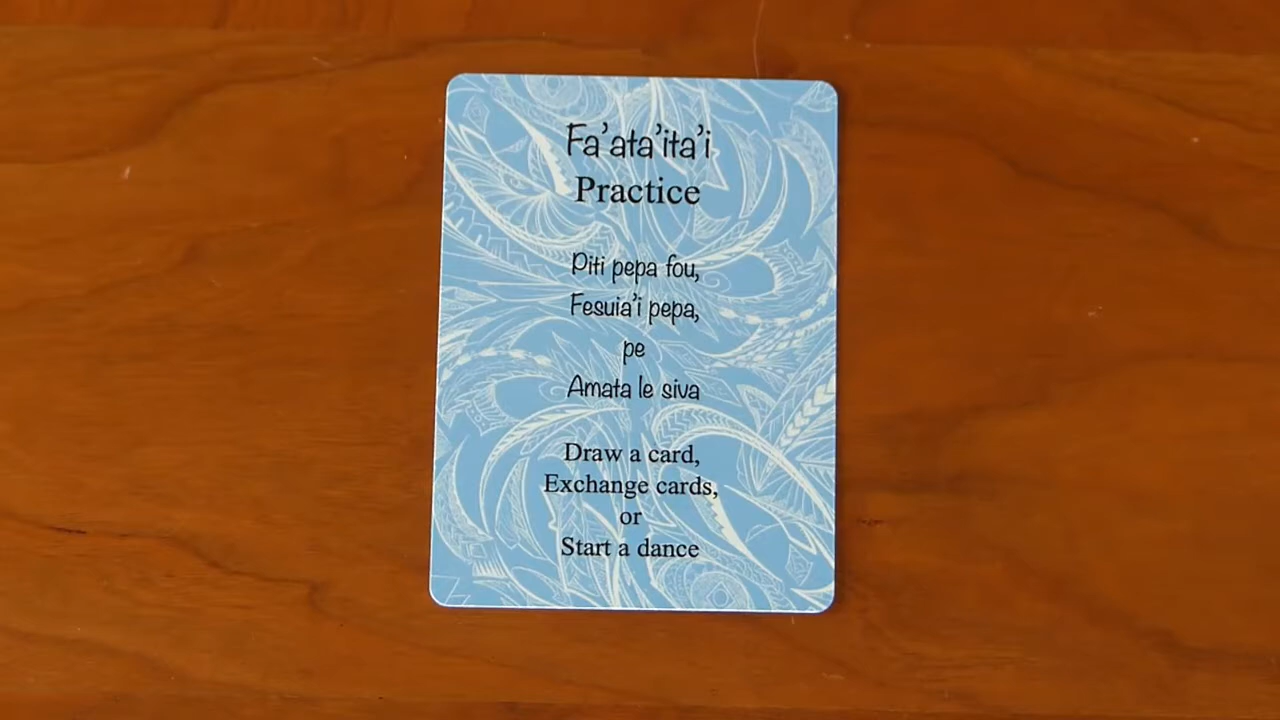 Fa’ata’ita’i
Practice
Piti pepa fou,
Fesuia’i pepa,
pe
Amata le siva
Draw a card,
Exchange cards,
or
Start a dance